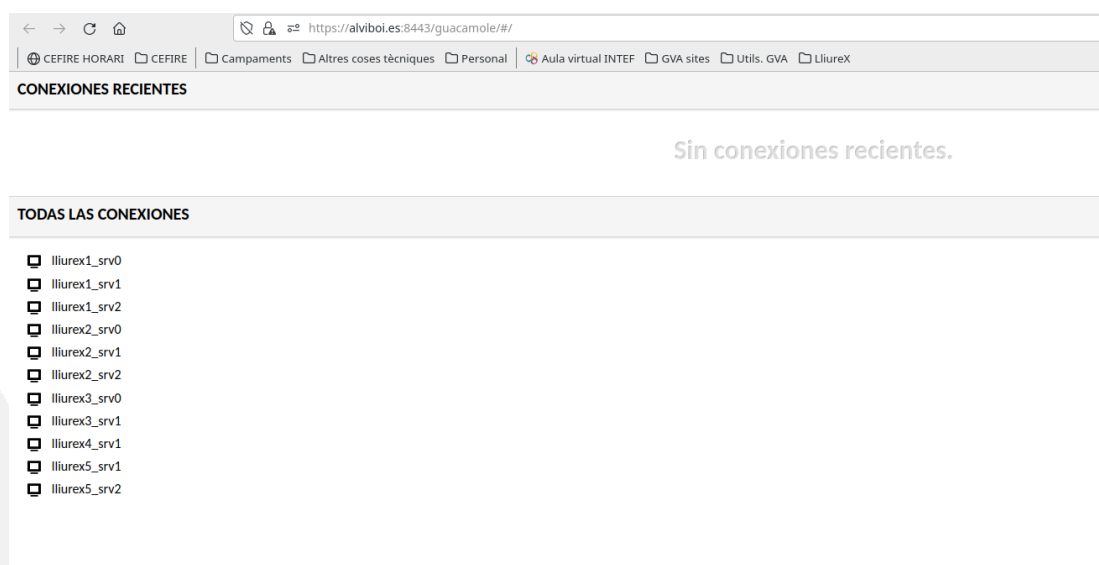 https://alviboi.es:8443/guacamole/#/
CEFIRE HORARI CEFIRE Campaments Altres coses tècniques Personal Aula virtual INTEF GVA sites Utils. GVA LliureX
CONEXIONES RECIENTES
Sin conexiones recientes.
TODAS LAS CONEXIONES
lliurex1_srv0
lliurex1_srv1
lliurex1_srv2
lliurex2_srv0
lliurex2_srv1
lliurex2_srv2
lliurex3_srv0
lliurex3_srv1
lliurex4_srv1
lliurex5_srv1
lliurex5_srv2